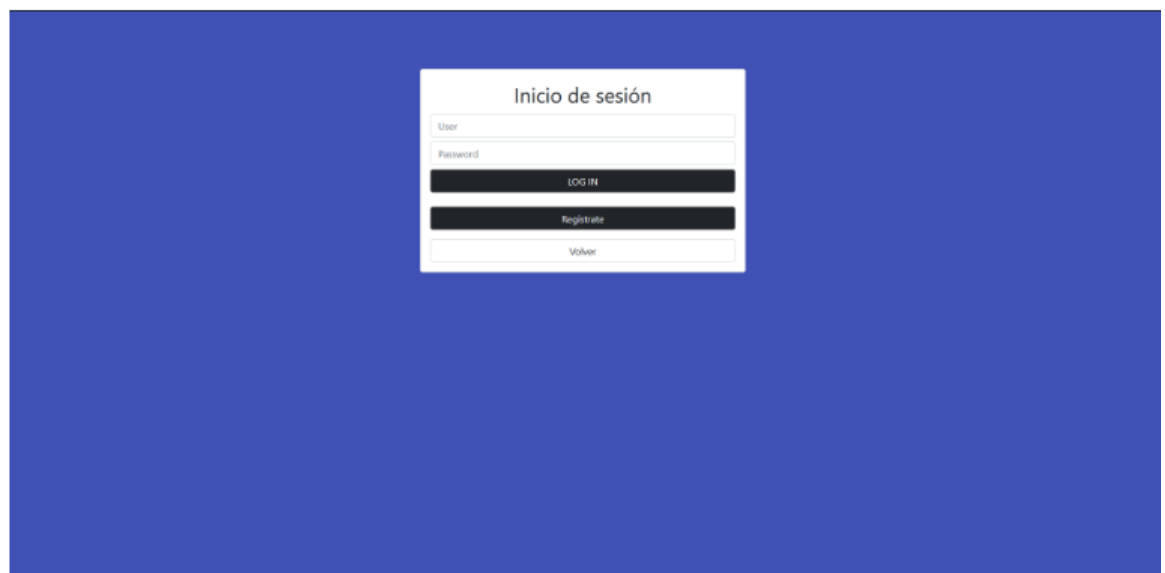 Inicio de sesión
User
Password
LOG IN
Registrate
Volver